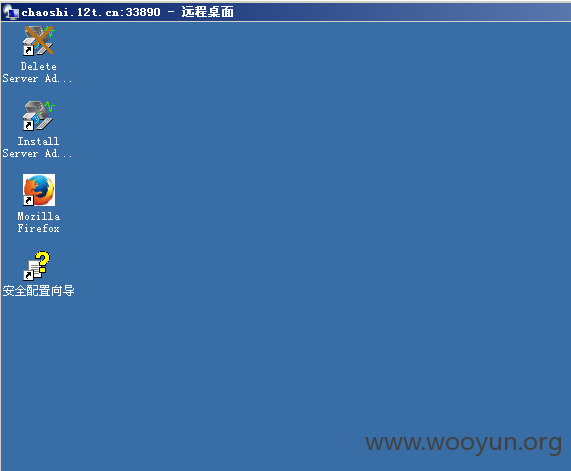 chaoshi.12t.cn:33890 - 远程桌面
Delete
Server Ad...
Install
Server Ad...
Mozilla
Firefox
安全配置向导
www.wooyun.org